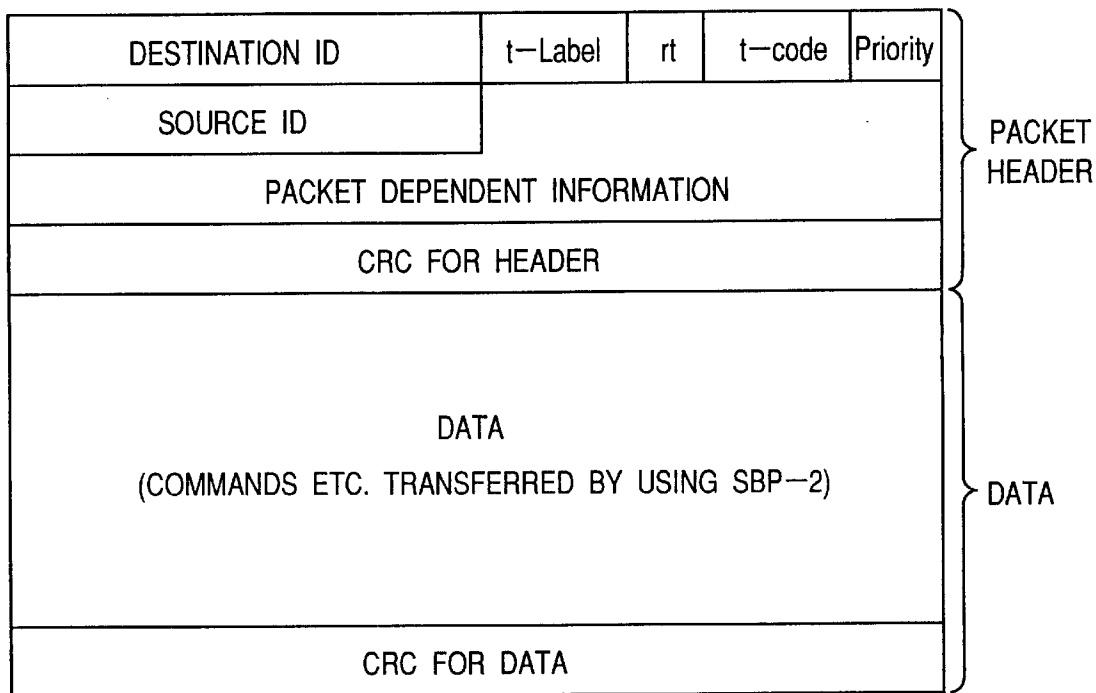 DESTINATION ID t—Label rt t—code Priority
SOURCE ID
PACKET HEADER
PACKET DEPENDENT INFORMATION
CRC FOR HEADER
DATA
(COMMANDS ETC. TRANSFERRED BY USING SBP—2)
DATA
CRC FOR DATA